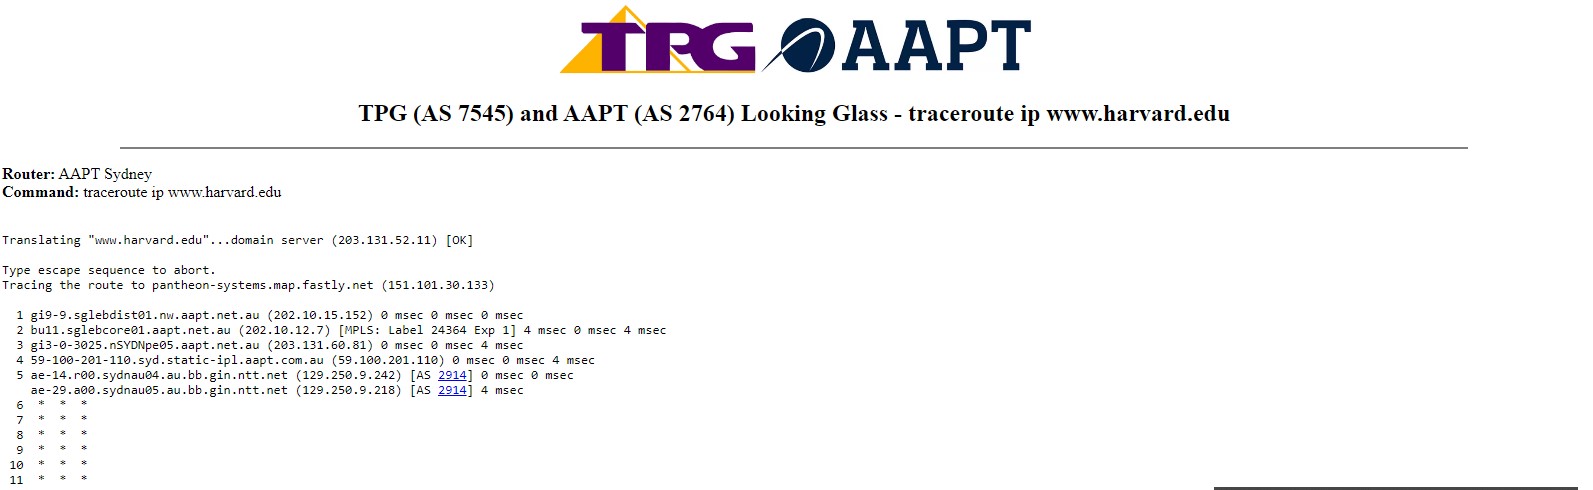 TPG AAPT
TPG (AS 7545) and AAPT (AS 2764) Looking Glass - traceroute ip www.harvard.edu
Router: AAPT Sydney
Command: traceroute ip www.harvard.edu
Translating "www.harvard.edu"...domain server (203.131.52.11) [OK]
Type escape sequence to abort.
Tracing the route to pantheon-systems.map.fastly.net (151.101.30.133)
1 gi9-9.sglebdist01.nw.aapt.net.au (202.10.15.152) 0 msec 0 msec 0 msec
2 bu11.sglebcore01.aapt.net.au (202.10.12.7) [MPLS: Label 24364 Exp 1] 4 msec 0 msec 4 msec
3 gi3-0-3025.nSYDNpe05.aapt.net.au (203.131.60.81) 0 msec 0 msec 4 msec
4 59-100-201-110.syd.static-ipl.aapt.com.au (59.100.201.110) 0 msec 0 msec 4 msec
5 ae-14.r00.sydnau04.au.bb.gin.ntt.net (129.250.9.242) [AS 2914] 0 msec 0 msec
ae-29.a00.sydnau05.au.bb.gin.ntt.net (129.250.9.218) [AS 2914] 4 msec
6 * * *
7 * * *
8 * * *
9 * * *
10 * * *
11 * * *